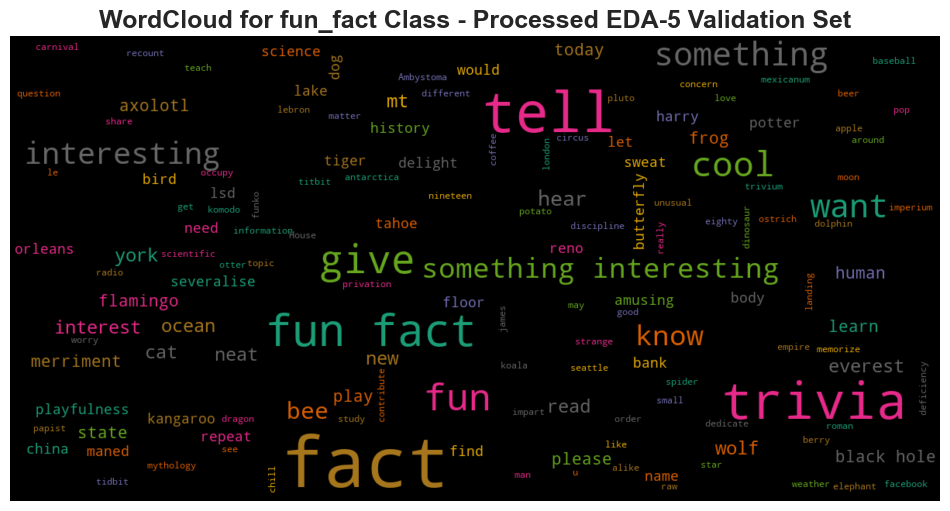 WordCloud for fun_fact Class - Processed EDA-5 Validation Set
carnival
recount
science
dog
today
something
baseball
teach
would
Ambystoma
different
concern
mexicanum
question
lake
lebron
mt
tell
pluto
love
beer
axolotl
share
matter
history
coffee
circus
london
let
harry
frog
potter
apple
pop
around
interesting
tiger
delight
sweat
cool
moon
le
bird
occupy
titbit
antarctica
trivium
lsd
funko
nineteen
hear
butterfly
unusual
want
imperium
get
komodo
potato
eighty
dinosaur
ostrich
dolphin
need
information
house
tahoe
discipline
really
orleans
york
scientific
otter
topic
give
reno
something interesting
radio
severalise
privation
human
landing
flamingo
floor
may
good
amusing
body
interest
ocean
fun fact
james
know
learn
worry
strange
empire
memorize
merriment
cat
neat
new
koala
seattle
bank
everest
spider
deficiency
playfulness
kangaroo
dragon
bee
play
contribute
fun
impart
read
small
trivia
papist
state
study
order
dedicate
roman
china
maned
repeat
see
fact
find
like
please
alike
wolf
berry
black hole
mythology
chill
man
u
name
raw
star
tidbit
weather
elephant
facebook